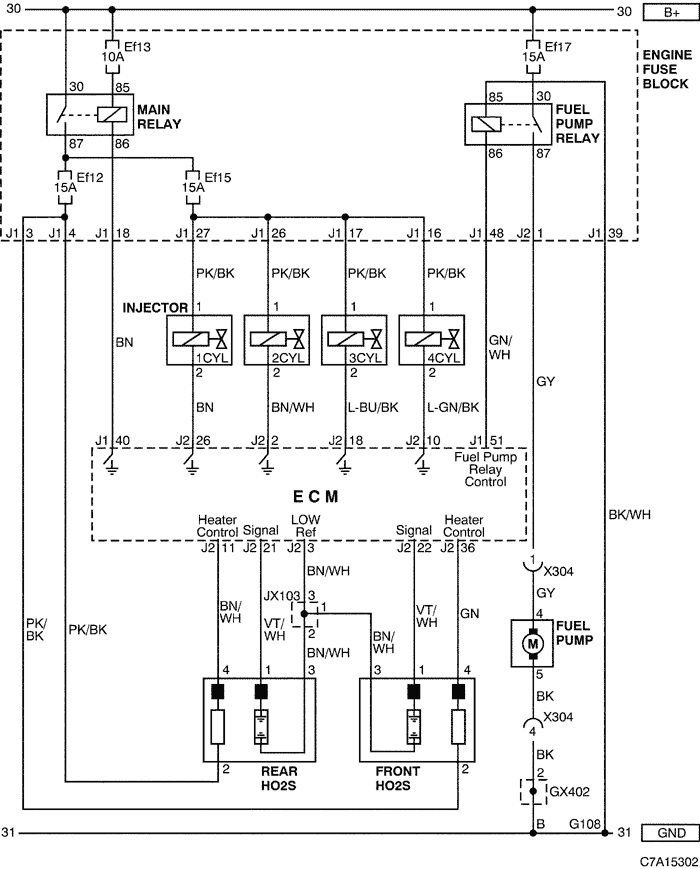 30 30 B+
Ef13 Ef17
10A 15A
ENGINE
FUSE
BLOCK
30 85 85 30
MAIN
RELAY
FUEL
PUMP
RELAY
87 86 86 87
Ef12 Ef15
15A 15A
J1 3 J1 4 J1 18 J1 27 J1 26 J1 17 J1 16 J1 48 J2 1 J1 39
PK/BK PK/BK PK/BK PK/BK
INJECTOR 1 1 1 1
BN
GN/
WH
1CYL 2CYL 3CYL 4CYL
2 2 2 2
GY
BN BN/WH L-BU/BK L-GN/BK
J1 40 J2 26 J2 2 J2 18 J2 10 J1 51
Fuel Pump
Relay
Control
ECM
BK/WH
Heater
Control
Signal
LOW
Ref
Signal
Heater
Control
J2 11 J2 21 J2 3 J2 22 J2 36
BN/WH
1 X304
JX103 3 1
2
GY
BN/
WH
VT/
WH
BN/WH
BN/
WH
VT/
WH
GN
PK/
BK
PK/BK
4
FUEL
PUMP
M
5
4 1 3 3 1 4
BK
X304
4
BK
2 2
REAR
HO2S
FRONT
HO2S
2
GX402
B G108
31 31 GND
C7A15302